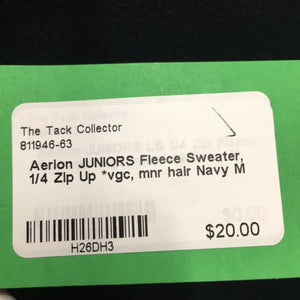 The Tack Collector
811946-63
Aerion JUNIORS Fleece Sweater,
1/4 Zip Up *vgc, mnr hair Navy M
$20.00
H26DH3